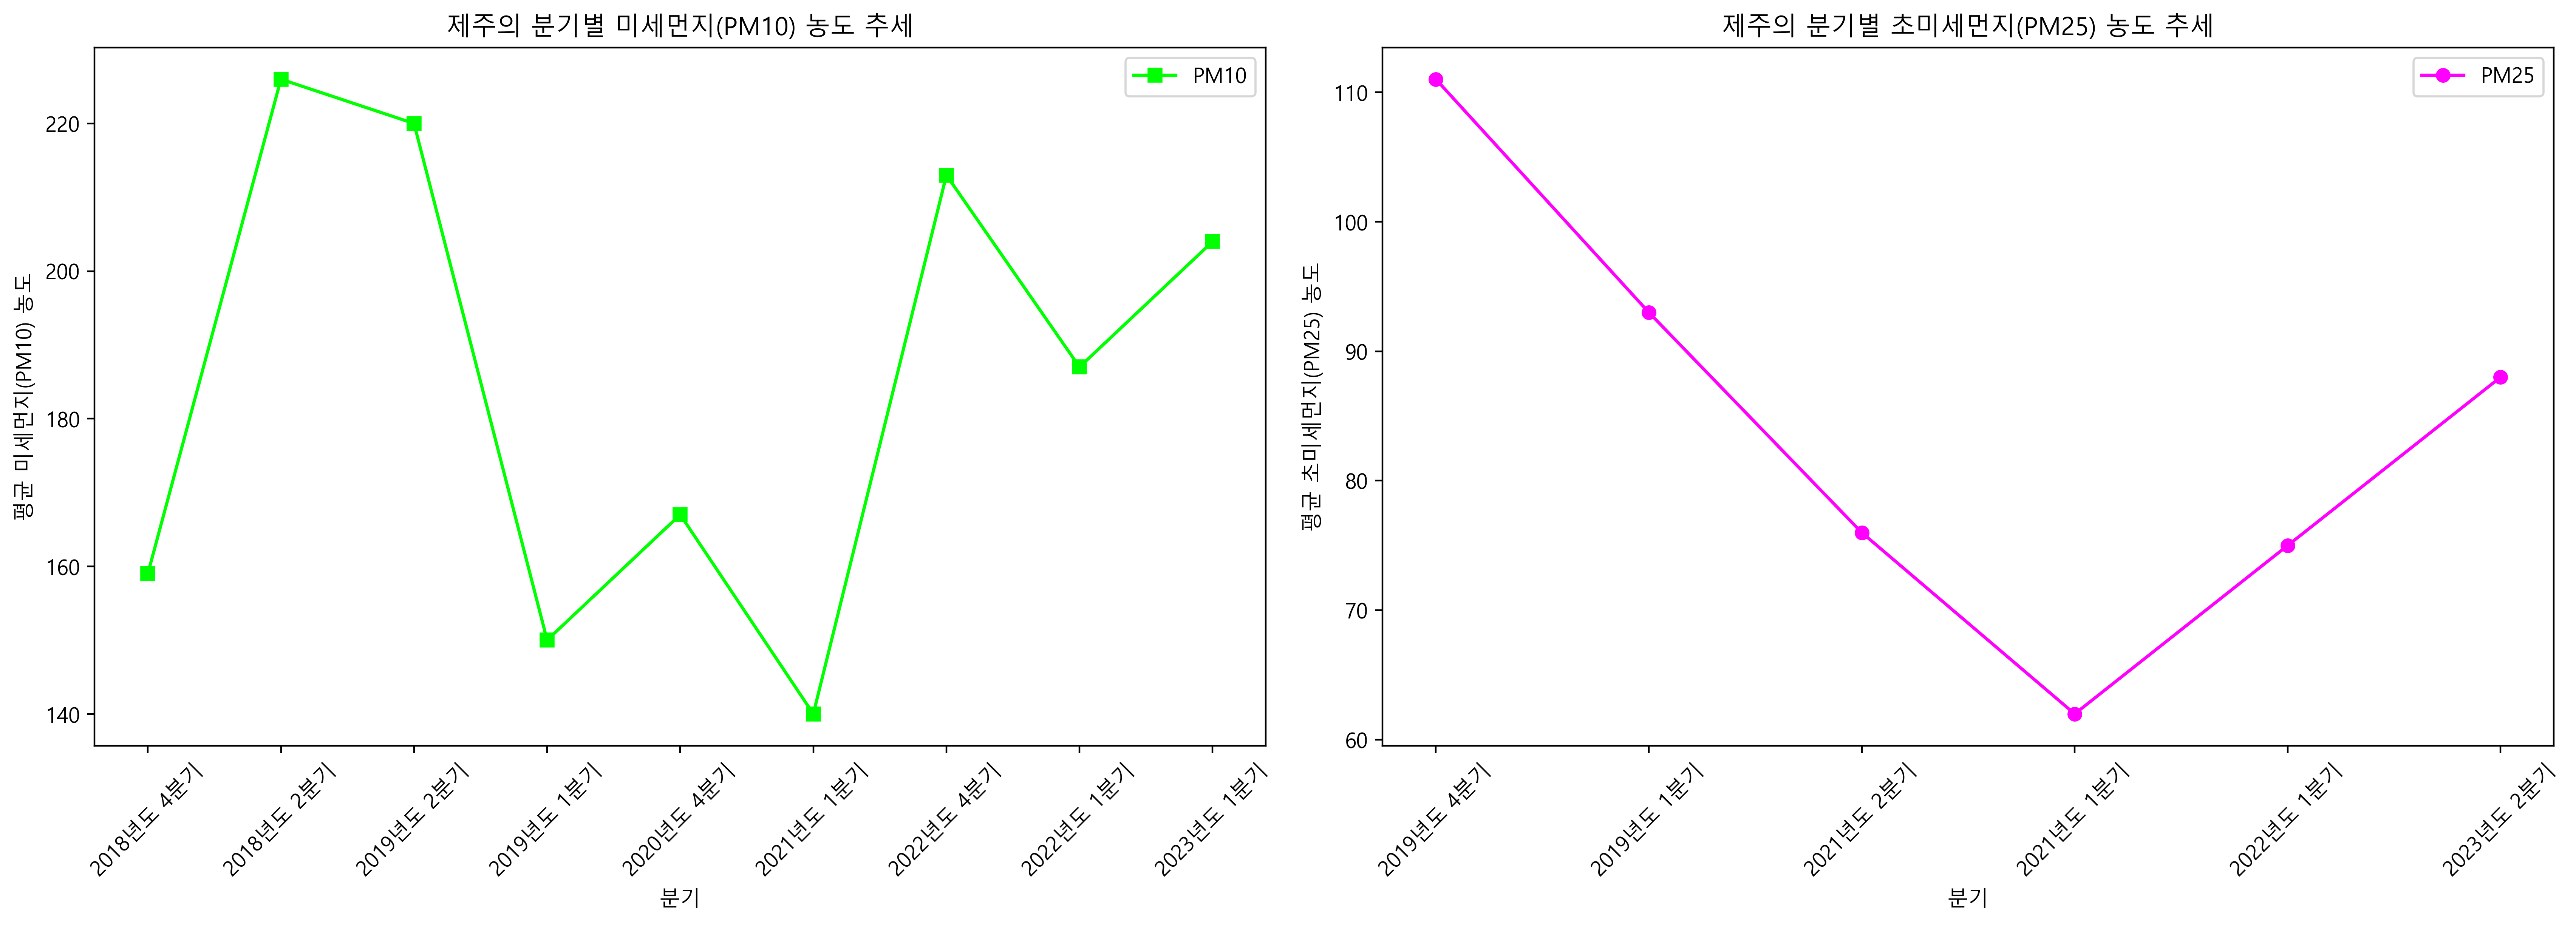 제주의 분기별 미세먼지(PM10) 농도 추세
PM10
평균 미세먼지(PM10) 농도
220
200
180
160
140
2018년도 4분기
2018년도 2분기
2019년도 2분기
2019년도 1분기
2020년도 4분기
2021년도 1분기
2022년도 4분기
2022년도 1분기
2023년도 1분기
분기
제주의 분기별 초미세먼지(PM25) 농도 추세
PM25
평균 초미세먼지(PM25) 농도
110
100
90
80
70
60
2019년도 4분기
2019년도 1분기
2021년도 2분기
2021년도 1분기
2022년도 1분기
2023년도 2분기
분기